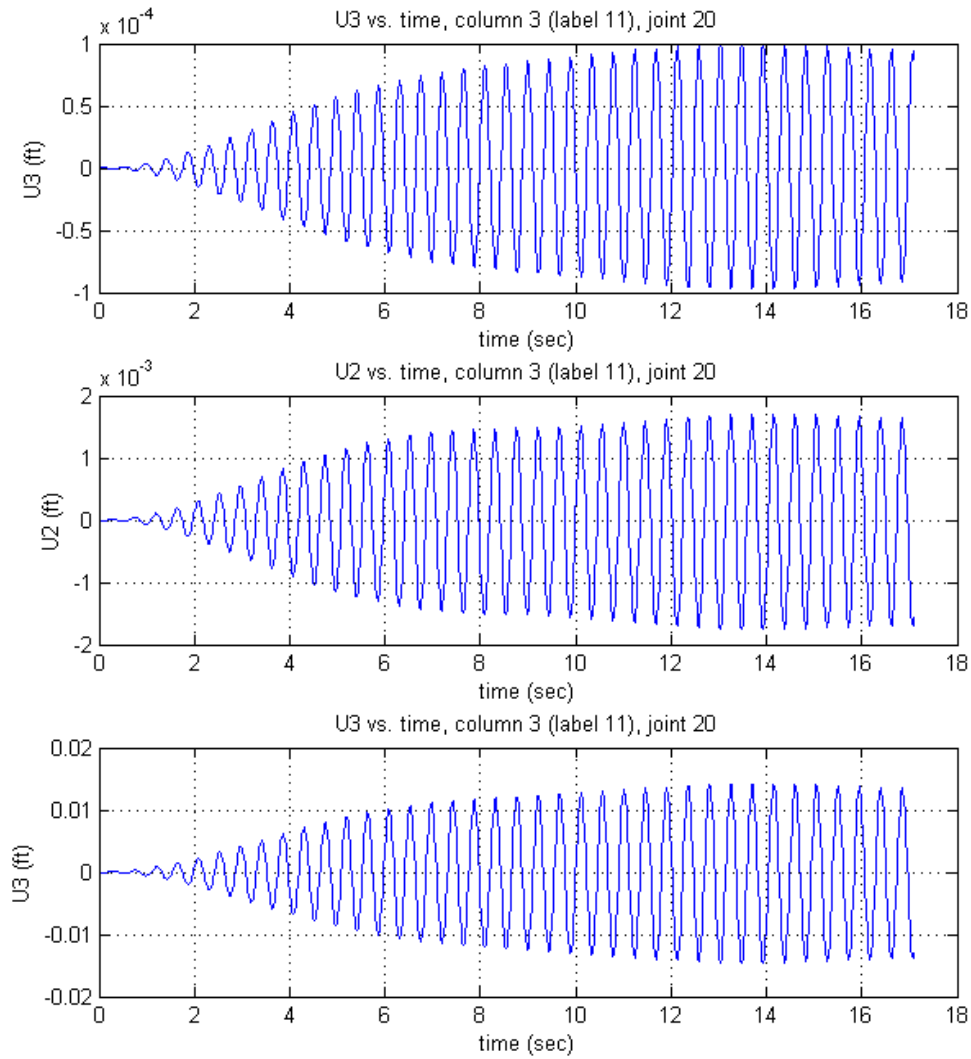 U3 vs. time, column 3 (label 11), joint 20
x 10^-4
1
0.5
0
-0.5
-1
U3 (ft)
0 2 4 6 8 10 12 14 16 18
time (sec)
U2 vs. time, column 3 (label 11), joint 20
x 10^-3
2
1
0
-1
-2
U2 (ft)
0 2 4 6 8 10 12 14 16 18
time (sec)
U3 vs. time, column 3 (label 11), joint 20
0.02
0.01
0
-0.01
-0.02
U3 (ft)
0 2 4 6 8 10 12 14 16 18
time (sec)